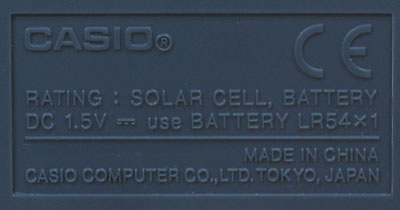 CASIO® CE
RATING : SOLAR CELL, BATTERY
DC 1.5V ⎓ use BATTERY LR54×1
MADE IN CHINA
CASIO COMPUTER CO.,LTD.TOKYO, JAPAN